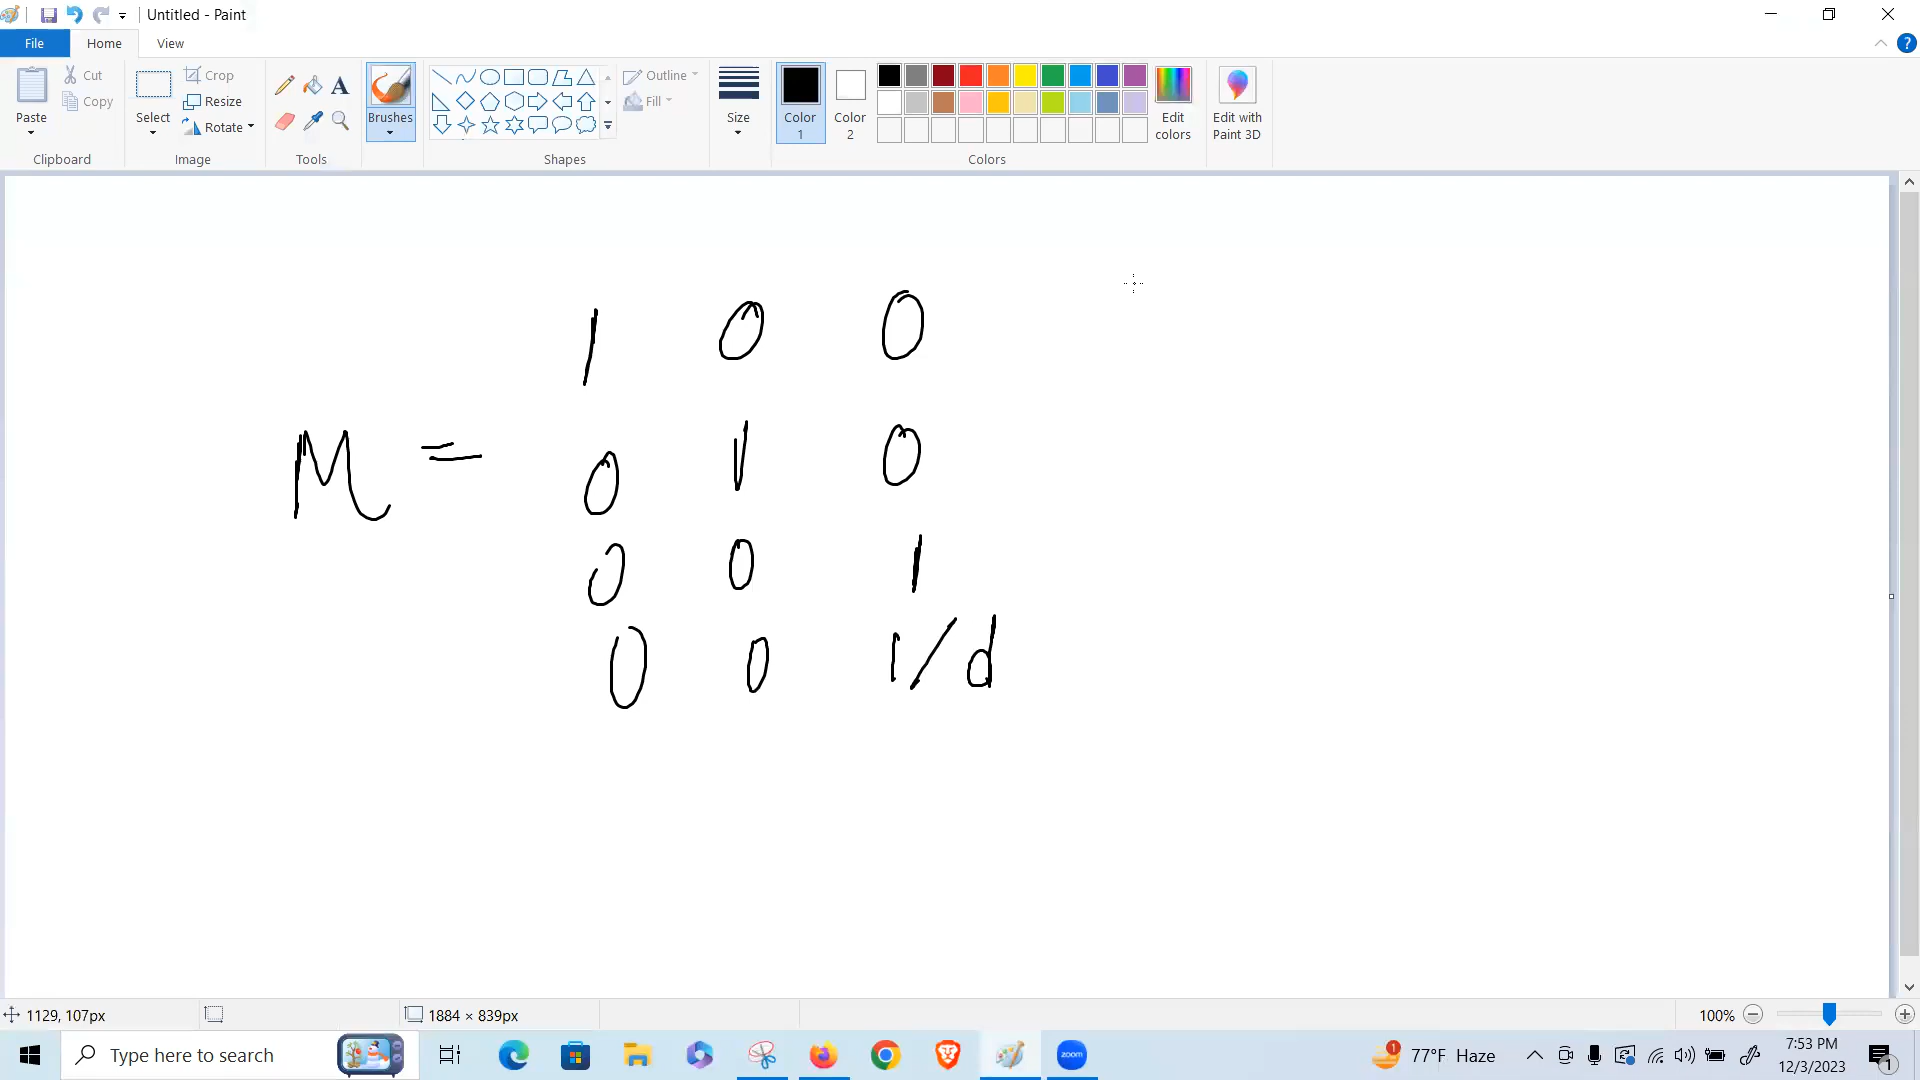 Untitled - Paint
File Home View
Paste Cut Copy Clipboard
Select Crop Resize Rotate Image
Tools
Brushes
Outline Fill Shapes
Size
Color 1 Color 2 Edit colors Colors
Edit with Paint 3D
1 0 0
M = 0 1 0
0 0 1
0 0 1/d
1129, 107px 1884 × 839px 100%
Type here to search zoom 1 77°F Haze 7:53 PM 12/3/2023 1